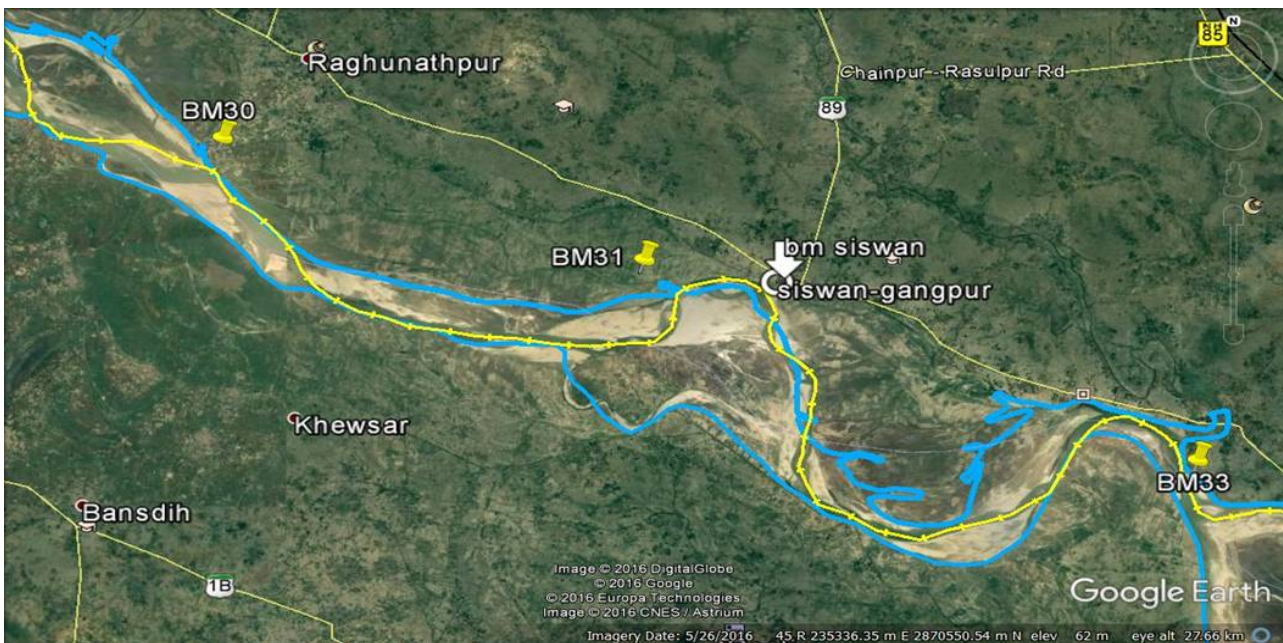 N
85
Raghunathpur
Chainpur - Rasulpur Rd
BM30
89
bm siswan
BM31
siswan-gangpur
Khewsar
BM33
Bansdih
1B
Image © 2016 DigitalGlobe
© 2016 Google
© 2016 Europa Technologies
Image © 2016 CNES / Astrium
Google Earth
Imagery Date: 5/26/2016 45 R 235336.35 m E 2870550.54 m N elev 62 m eye alt 27.66 km